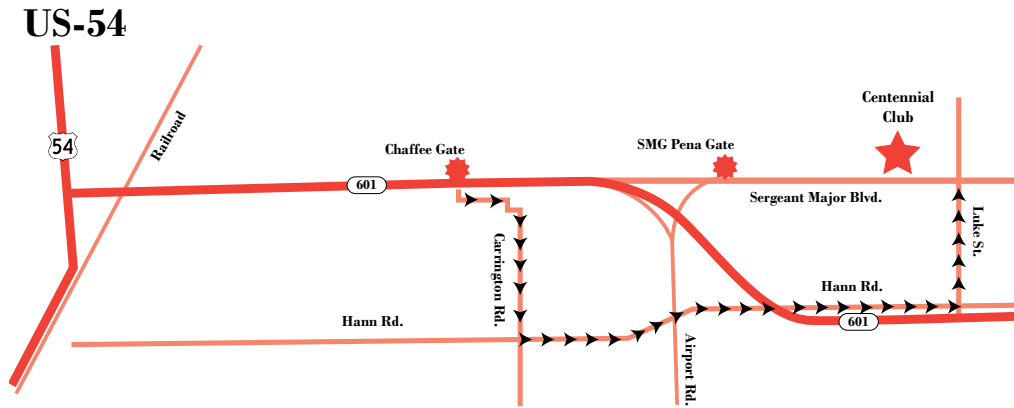 US-54
54
Railroad
Chaffee Gate
601
SMG Pena Gate
Centennial
Club
Sergeant Major Blvd.
Luke St.
Carrington Rd.
Hann Rd.
Hann Rd.
601
Airport Rd.